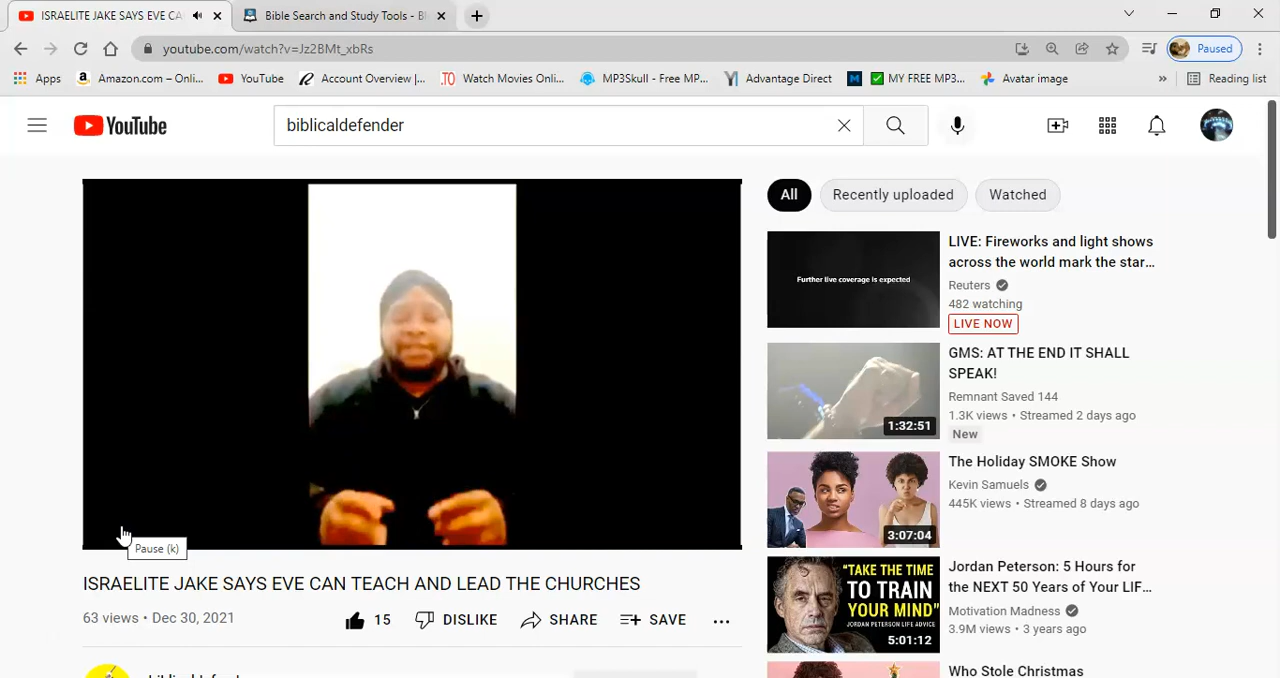 ISRAELITE JAKE SAYS EVE CA
Bible Search and Study Tools - Bl
youtube.com/watch?v=Jz2BMt_xbRs
Paused
Apps
Amazon.com – Onli...
YouTube
Account Overview |...
Watch Movies Onli...
MP3Skull - Free MP...
Advantage Direct
MY FREE MP3...
Avatar image
»
Reading list
YouTube
biblicaldefender
All
Recently uploaded
Watched
Further live coverage is expected
LIVE: Fireworks and light shows
across the world mark the star...
Reuters
482 watching
LIVE NOW
GMS: AT THE END IT SHALL
SPEAK!
Remnant Saved 144
1.3K views • Streamed 2 days ago
New
1:32:51
The Holiday SMOKE Show
Kevin Samuels
445K views • Streamed 8 days ago
3:07:04
Pause (k)
ISRAELITE JAKE SAYS EVE CAN TEACH AND LEAD THE CHURCHES
63 views • Dec 30, 2021
15
DISLIKE
SHARE
SAVE
"TAKE THE TIME
TO TRAIN
YOUR MIND"
JORDAN PETERSON LIFE ADVICE
5:01:12
Jordan Peterson: 5 Hours for
the NEXT 50 Years of Your LIF...
Motivation Madness
3.9M views • 3 years ago
Who Stole Christmas